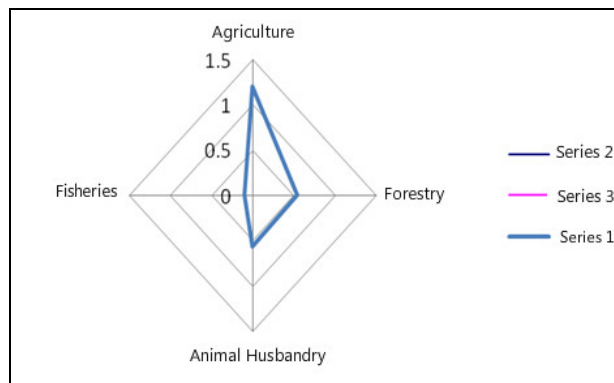 Agriculture
1.5
1
0.5
0
Fisheries
Forestry
Animal Husbandry
Series 2
Series 3
Series 1